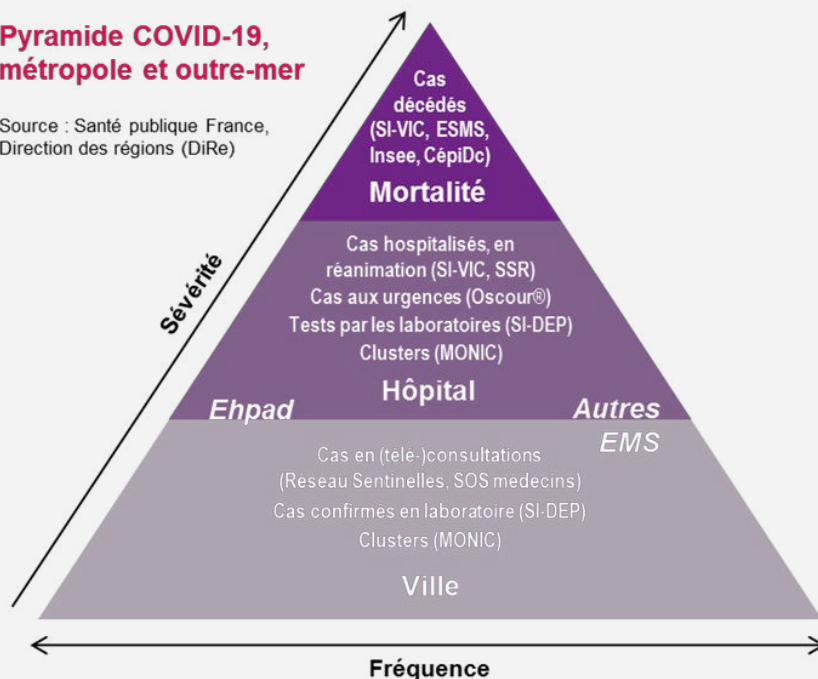 Pyramide COVID-19,
métropole et outre-mer
Source : Santé publique France,
Direction des régions (DiRe)
Sévérité
Cas
décédés
(SI-VIC, ESMS,
Insee, CépiDc)
Mortalité
Cas hospitalisés, en
réanimation (SI-VIC, SSR)
Cas aux urgences (Oscour®)
Tests par les laboratoires (SI-DEP)
Clusters (MONIC)
Hôpital
Ehpad
Autres
EMS
Cas en (télé-)consultations
(Reseau Sentinelles, SOS medecins)
Cas confirmés en laboratoire (SI-DEP)
Clusters (MONIC)
Ville
Fréquence